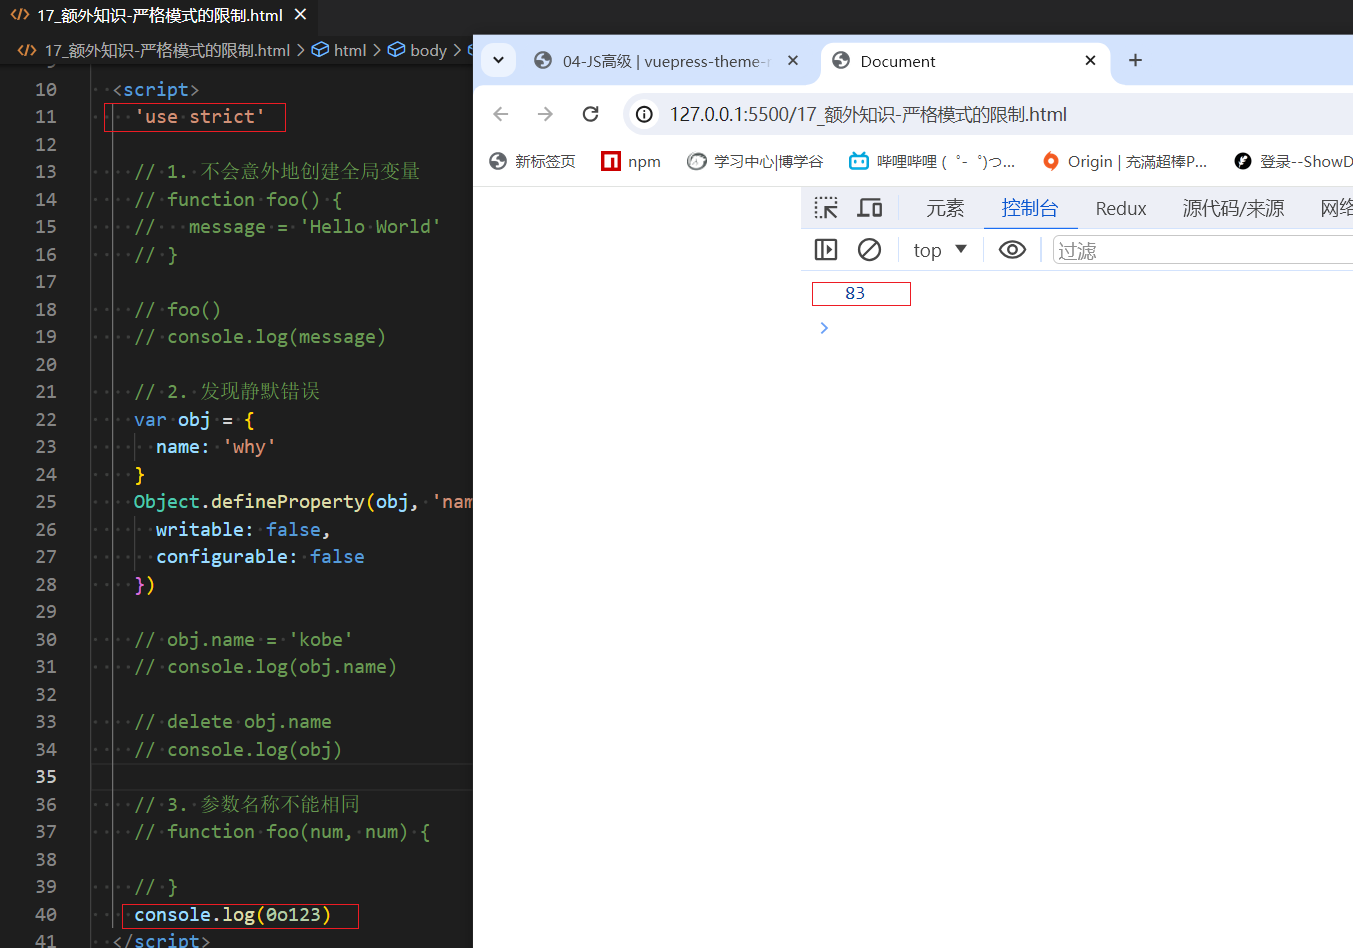 17_额外知识-严格模式的限制.html
17_额外知识-严格模式的限制.html > html > body >
10 <script>
11 'use strict'
12
13 // 1. 不会意外地创建全局变量
14 // function foo() {
15 //   message = 'Hello World'
16 // }
17
18 // foo()
19 // console.log(message)
20
21 // 2. 发现静默错误
22 var obj = {
23   name: 'why'
24 }
25 Object.defineProperty(obj, 'nam
26   writable: false,
27   configurable: false
28 })
29
30 // obj.name = 'kobe'
31 // console.log(obj.name)
32
33 // delete obj.name
34 // console.log(obj)
35
36 // 3. 参数名称不能相同
37 // function foo(num, num) {
38
39 // }
40 console.log(0o123)
41 </script>
04-JS高级 | vuepress-theme-r
Document
127.0.0.1:5500/17_额外知识-严格模式的限制.html
新标签页 npm 学习中心|博学谷 哔哩哔哩 (゜-゜)つ... Origin | 充满超棒P... 登录--ShowD
元素 控制台 Redux 源代码/来源 网络
top 过滤
83